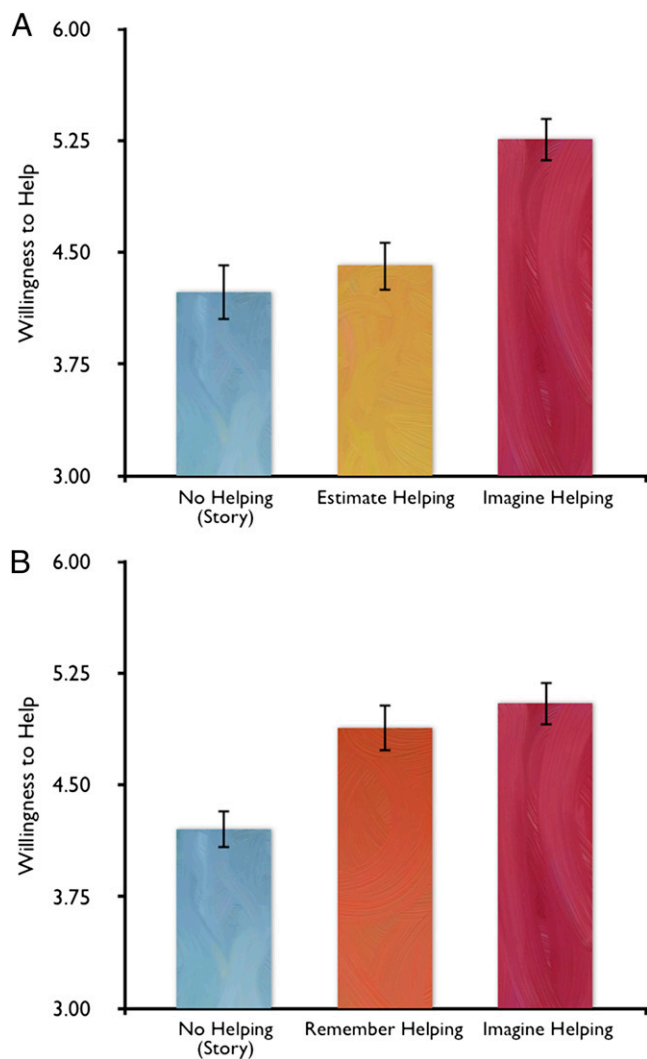 A
6.00
5.25
4.50
3.75
3.00
Willingness to Help
No Helping
(Story)
Estimate Helping
Imagine Helping
B
6.00
5.25
4.50
3.75
3.00
Willingness to Help
No Helping
(Story)
Remember Helping
Imagine Helping